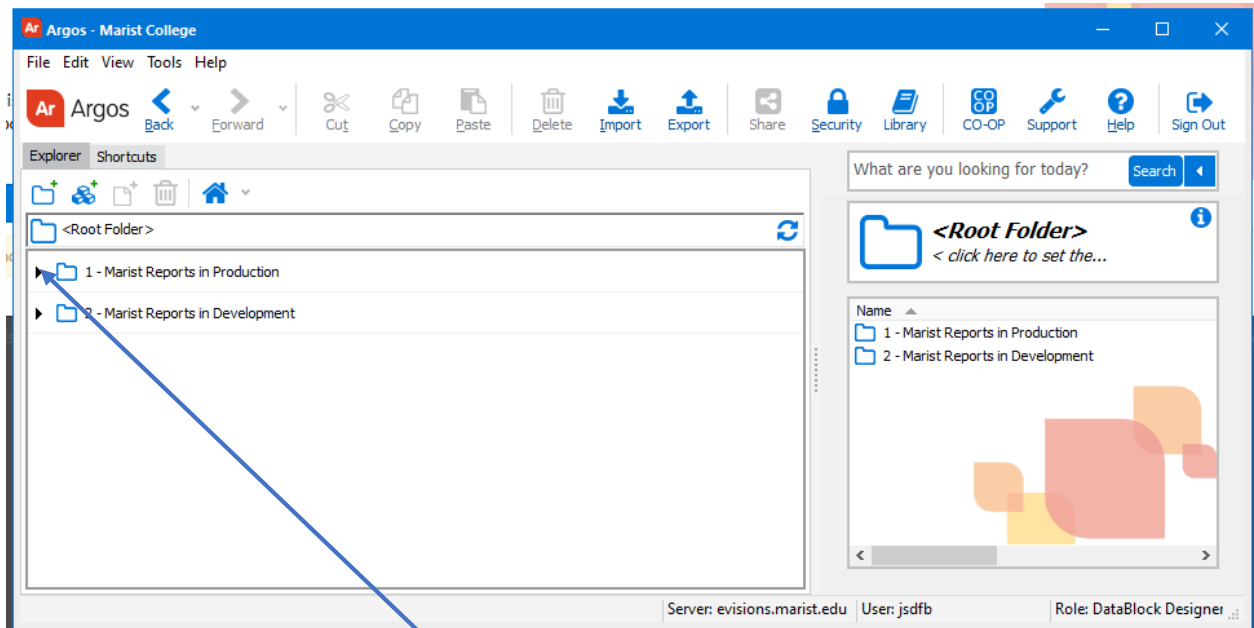 Ar Argos - Marist College
File Edit View Tools Help
Ar Argos Back Forward Cut Copy Paste Delete Import Export Share Security Library CO-OP Support Help Sign Out
Explorer Shortcuts
What are you looking for today? Search
<Root Folder>
<Root Folder>
< click here to set the...
1 - Marist Reports in Production
2 - Marist Reports in Development
Name
1 - Marist Reports in Production
2 - Marist Reports in Development
Server: evisions.marist.edu User: jsdfb Role: DataBlock Designer